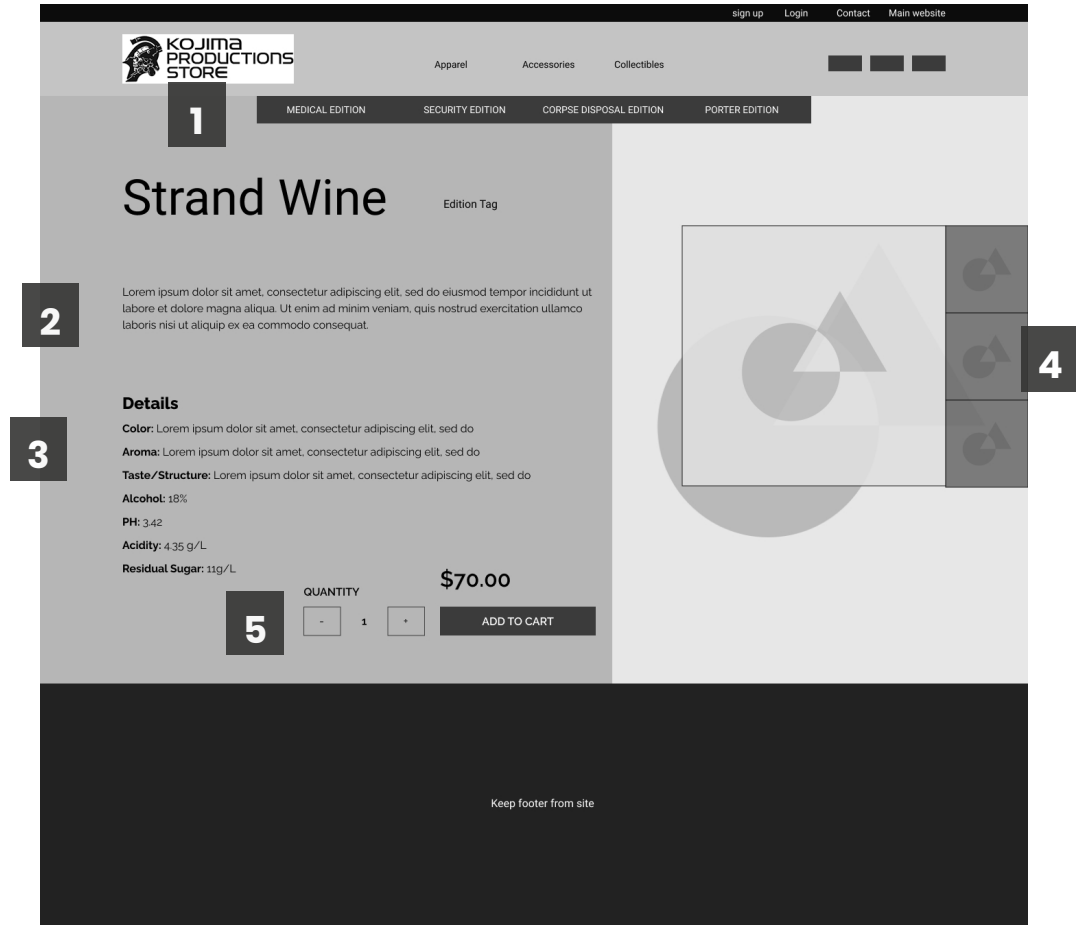 sign up Login Contact Main website
KOJIMA
PRODUCTIONS
STORE
Apparel Accessories Collectibles
1
MEDICAL EDITION SECURITY EDITION CORPSE DISPOSAL EDITION PORTER EDITION
Strand Wine
Edition Tag
2
Lorem ipsum dolor sit amet, consectetur adipiscing elit, sed do eiusmod tempor incididunt ut
labore et dolore magna aliqua. Ut enim ad minim veniam, quis nostrud exercitation ullamco
laboris nisi ut aliquip ex ea commodo consequat.
4
3
Details
Color: Lorem ipsum dolor sit amet, consectetur adipiscing elit, sed do
Aroma: Lorem ipsum dolor sit amet, consectetur adipiscing elit, sed do
Taste/Structure: Lorem ipsum dolor sit amet, consectetur adipiscing elit, sed do
Alcohol: 18%
PH: 3.42
Acidity: 4.35 g/L
Residual Sugar: 11g/L
5
QUANTITY
- 1 +
$70.00
ADD TO CART
Keep footer from site